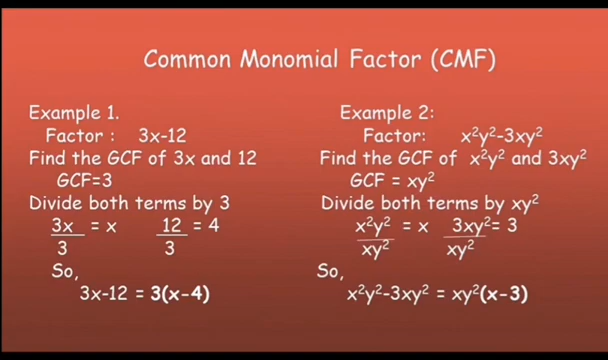 Common Monomial Factor (CMF)
Example 1.
Factor : 3x-12
Find the GCF of 3x and 12
GCF=3
Divide both terms by 3
3x/3 = x 12/3 = 4
So,
3x-12 = 3(x-4)
Example 2:
Factor: x²y²-3xy²
Find the GCF of x²y² and 3xy²
GCF = xy²
Divide both terms by xy²
x²y²/xy² = x 3xy²/xy² = 3
So,
x²y²-3xy² = xy²(x-3)